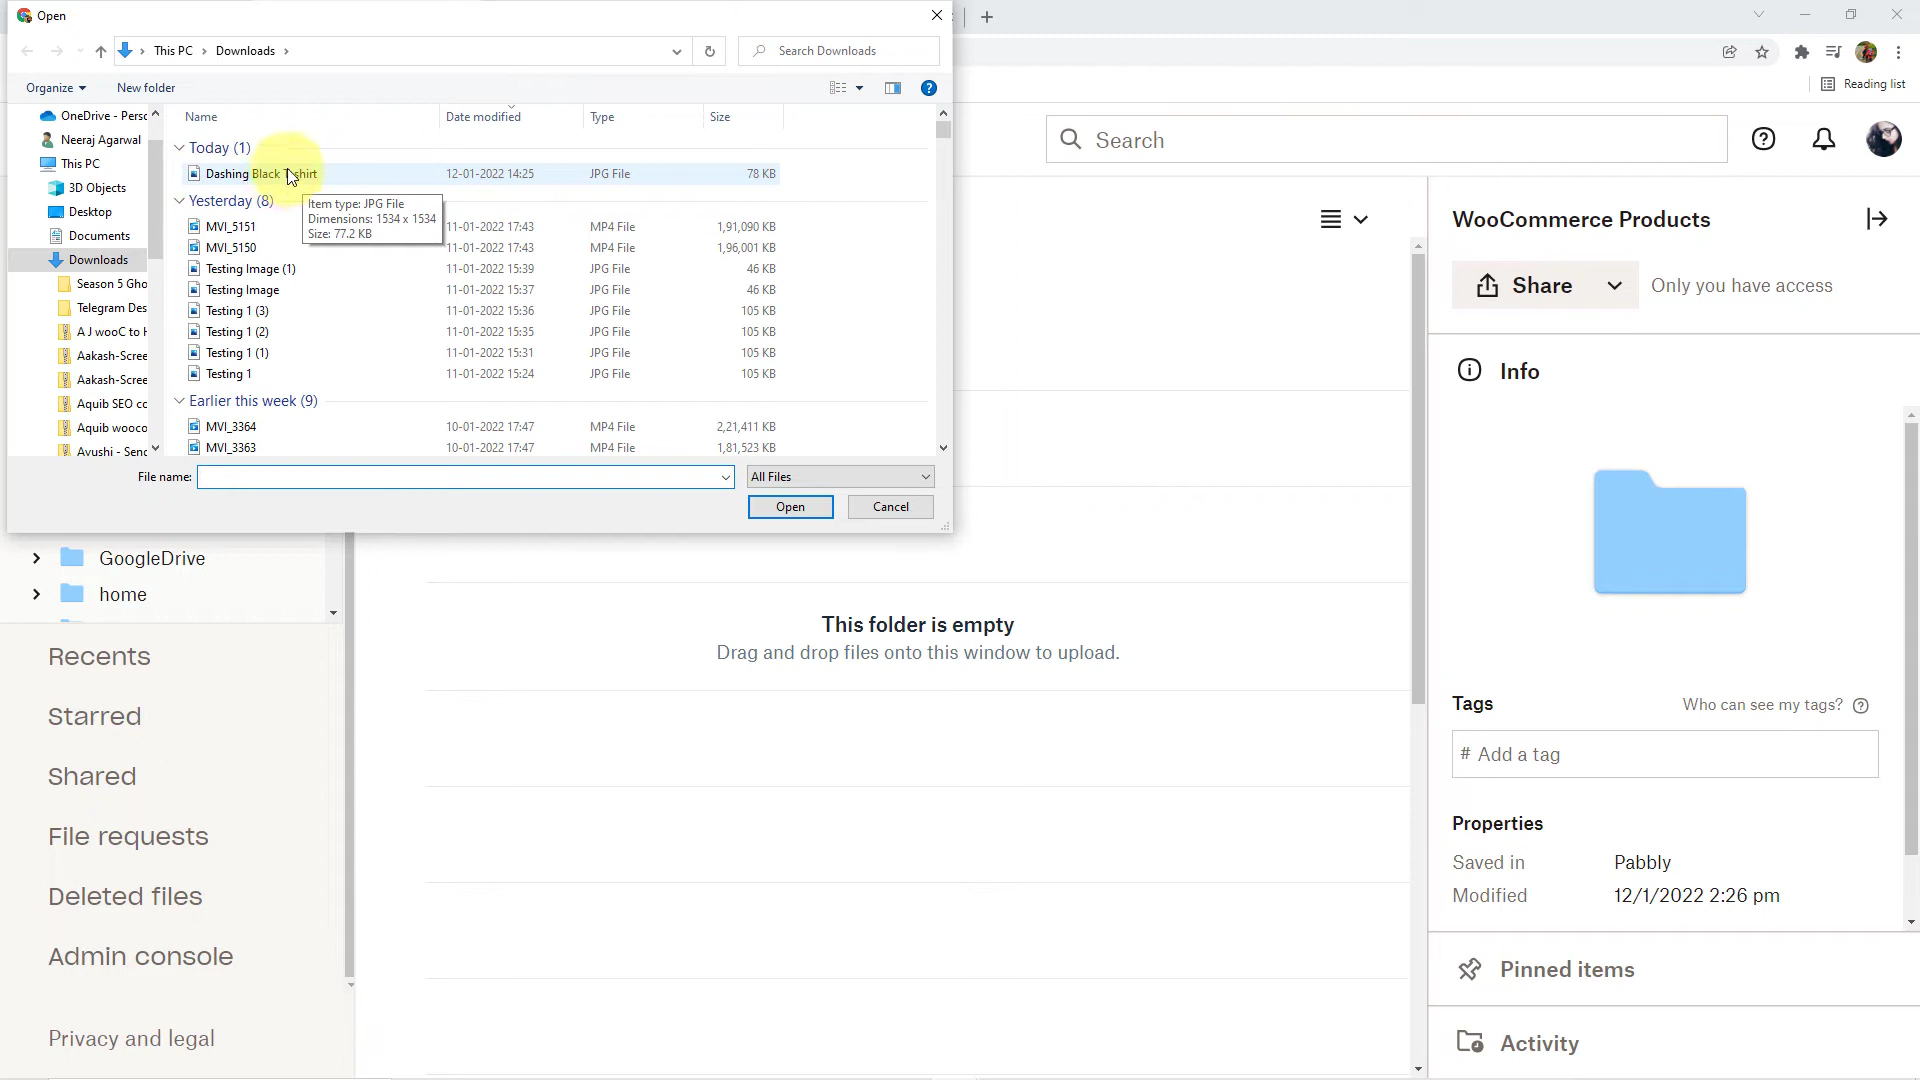 Open
This PC > Downloads >
Search Downloads
Organize
New folder
Name
Date modified
Type
Size
OneDrive - Perso
Neeraj Agarwal
This PC
3D Objects
Desktop
Documents
Downloads
Season 5 Gho
Telegram Des
A J wooC to H
Aakash-Scree
Aakash-Scree
Aquib SEO cc
Aquib wooco
Ayushi - Senc
Today (1)
Dashing Black T-shirt 12-01-2022 14:25 JPG File 78 KB
Item type: JPG File
Dimensions: 1534 x 1534
Size: 77.2 KB
Yesterday (8)
MVI_5151 11-01-2022 17:43 MP4 File 1,91,090 KB
MVI_5150 11-01-2022 17:43 MP4 File 1,96,001 KB
Testing Image (1) 11-01-2022 15:39 JPG File 46 KB
Testing Image 11-01-2022 15:37 JPG File 46 KB
Testing 1 (3) 11-01-2022 15:36 JPG File 105 KB
Testing 1 (2) 11-01-2022 15:35 JPG File 105 KB
Testing 1 (1) 11-01-2022 15:31 JPG File 105 KB
Testing 1 11-01-2022 15:24 JPG File 105 KB
Earlier this week (9)
MVI_3364 10-01-2022 17:47 MP4 File 2,21,411 KB
MVI_3363 10-01-2022 17:47 MP4 File 1,81,523 KB
File name:
All Files
Open
Cancel
Reading list
Search
GoogleDrive
home
Recents
Starred
Shared
File requests
Deleted files
Admin console
Privacy and legal
This folder is empty
Drag and drop files onto this window to upload.
WooCommerce Products
Share
Only you have access
Info
Tags
Who can see my tags?
# Add a tag
Properties
Saved in Pabbly
Modified 12/1/2022 2:26 pm
Pinned items
Activity